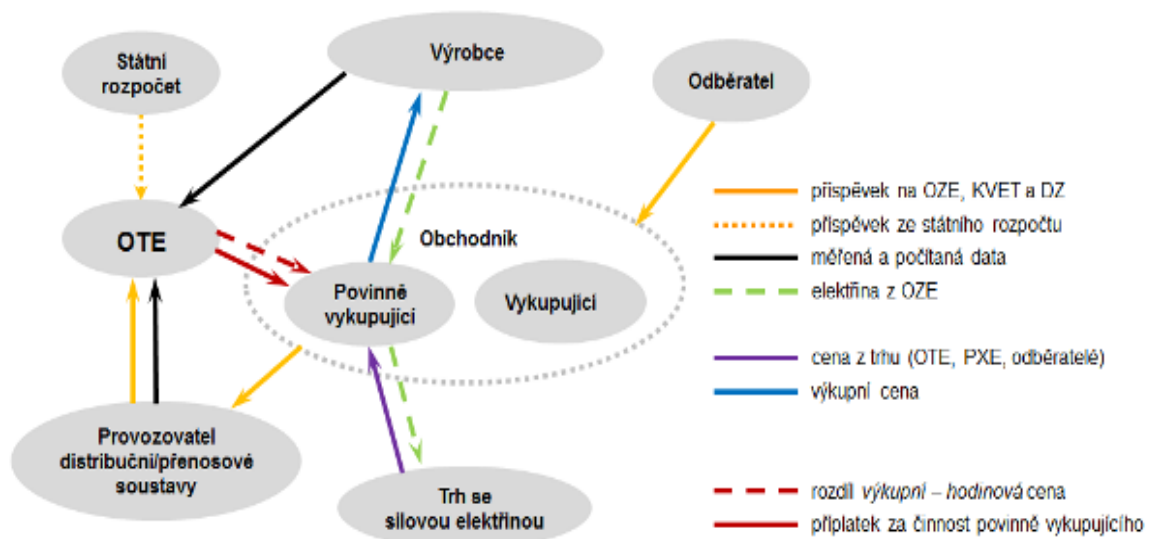 Státní
rozpočet
Výrobce
Odběratel
OTE
Obchodník
Povinně
vykupující
Vykupující
Provozovatel
distribuční/přenosové
soustavy
Trh se
silovou elektřinou
příspěvek na OZE, KVET a DZ
příspěvek ze státního rozpočtu
měřená a počítaná data
elektřina z OZE
cena z trhu (OTE, PXE, odběratelé)
výkupní cena
rozdíl výkupní – hodinová cena
příplatek za činnost povinně vykupujícího